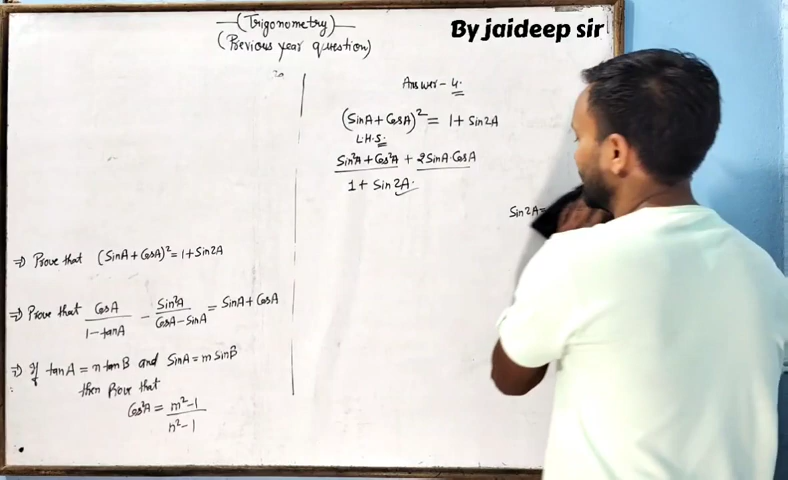 (Trigonometry)
(Previous year question)
By jaideep sir
Answer - 4.
(SinA + CosA)² = 1 + Sin2A
L.H.S.
Sin²A + Cos²A + 2SinA·CosA
1 + Sin 2A.
Sin2A=
⇒ Prove that (SinA + CosA)² = 1 + Sin2A
⇒ Prove that CosA/1-tanA - Sin²A/CosA-SinA = SinA + CosA
⇒ If tanA = n tanB and SinA = m SinB
then Prove that
Cos²A = m²-1/n²-1